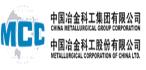 MCC
中国冶金科工集团有限公司
CHINA METALLURGICAL GROUP CORPORATION
中国冶金科工股份有限公司
METALLURGICAL CORPORATION OF CHINA LTD.